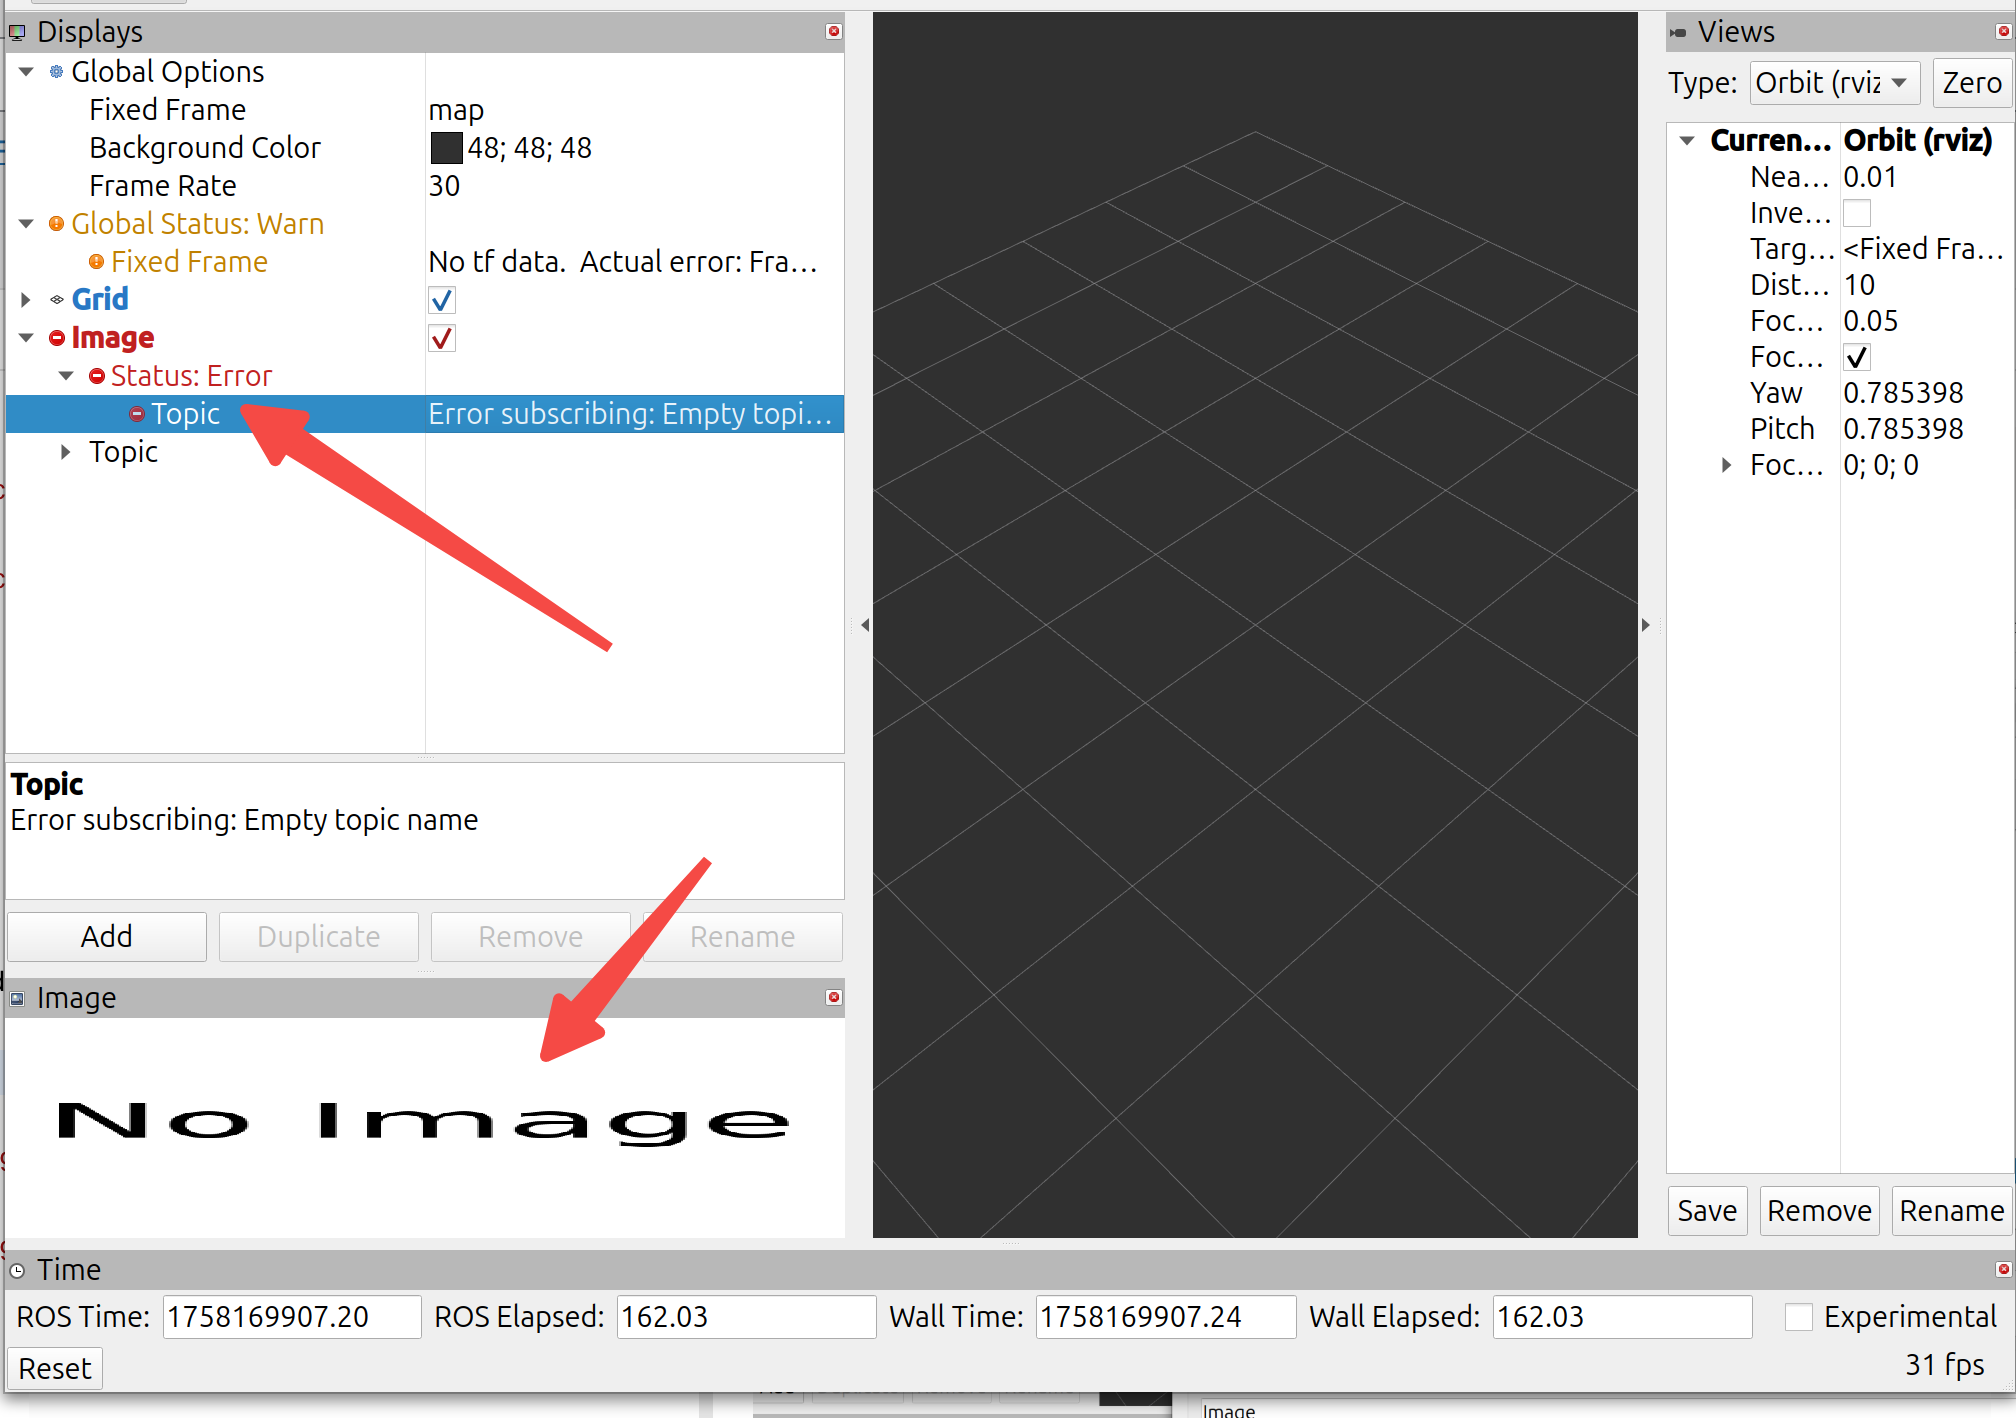 Displays
Global Options
Fixed Frame map
Background Color 48; 48; 48
Frame Rate 30
Global Status: Warn
Fixed Frame No tf data. Actual error: Fra...
Grid
Image
Status: Error
Topic Error subscribing: Empty topi...
Topic
Topic
Error subscribing: Empty topic name
Add Duplicate Remove Rename
Image
No Image
Views
Type: Orbit (rviz Zero
Curren... Orbit (rviz)
Nea... 0.01
Inve...
Targ... <Fixed Fra...
Dist... 10
Foc... 0.05
Foc...
Yaw 0.785398
Pitch 0.785398
Foc... 0; 0; 0
Save Remove Rename
Time
ROS Time: 1758169907.20 ROS Elapsed: 162.03 Wall Time: 1758169907.24 Wall Elapsed: 162.03 Experimental
Reset 31 fps
Image